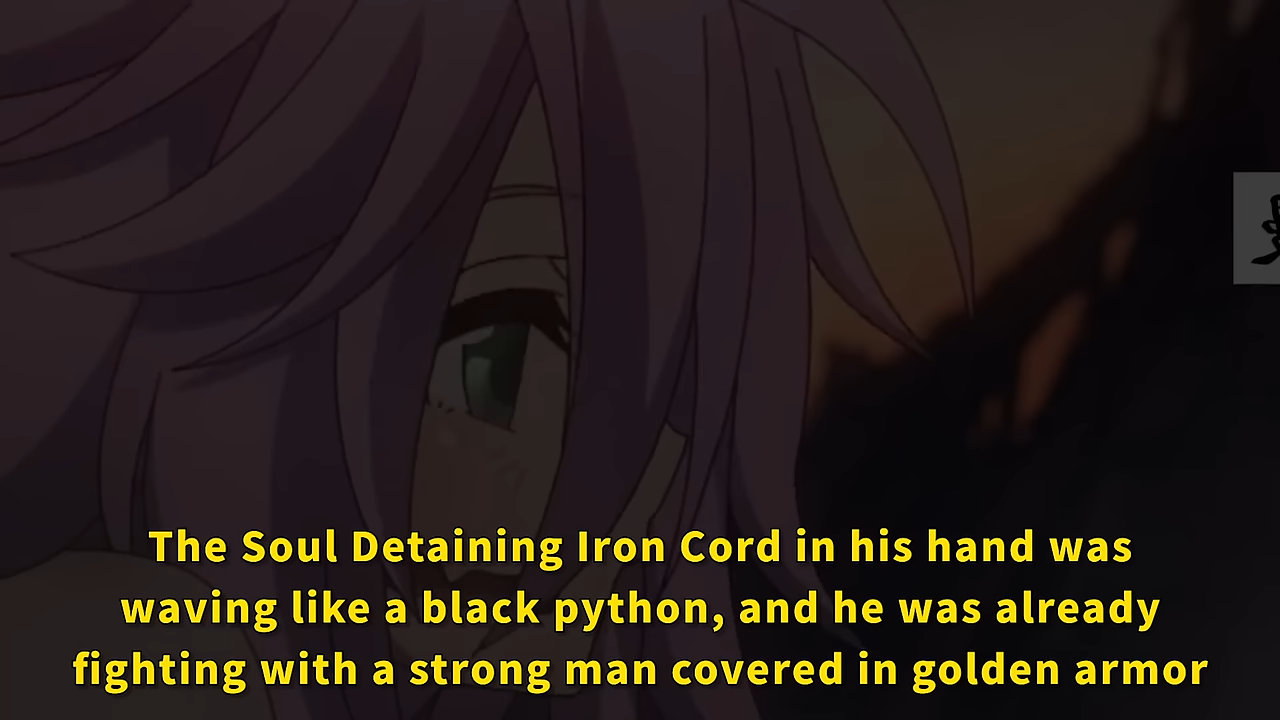 The Soul Detaining Iron Cord in his hand was
waving like a black python, and he was already
fighting with a strong man covered in golden armor